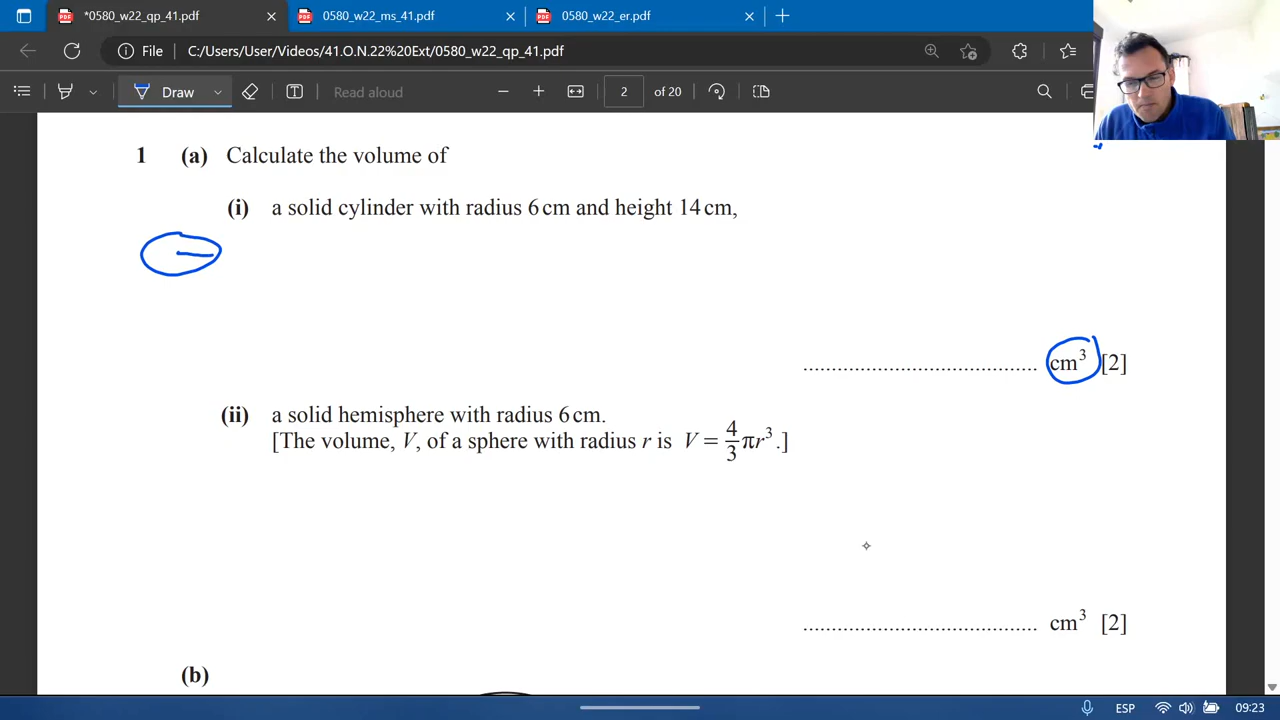 *0580_w22_qp_41.pdf
0580_w22_ms_41.pdf
0580_w22_er.pdf
File
C:/Users/User/Videos/41.O.N.22%20Ext/0580_w22_qp_41.pdf
Draw
Read aloud
2
of 20
1 (a) Calculate the volume of
(i) a solid cylinder with radius 6 cm and height 14 cm,
........................................ cm³ [2]
(ii) a solid hemisphere with radius 6 cm.
[The volume, V, of a sphere with radius r is V = 4/3 πr³.]
........................................ cm³ [2]
(b)
ESP
09:23